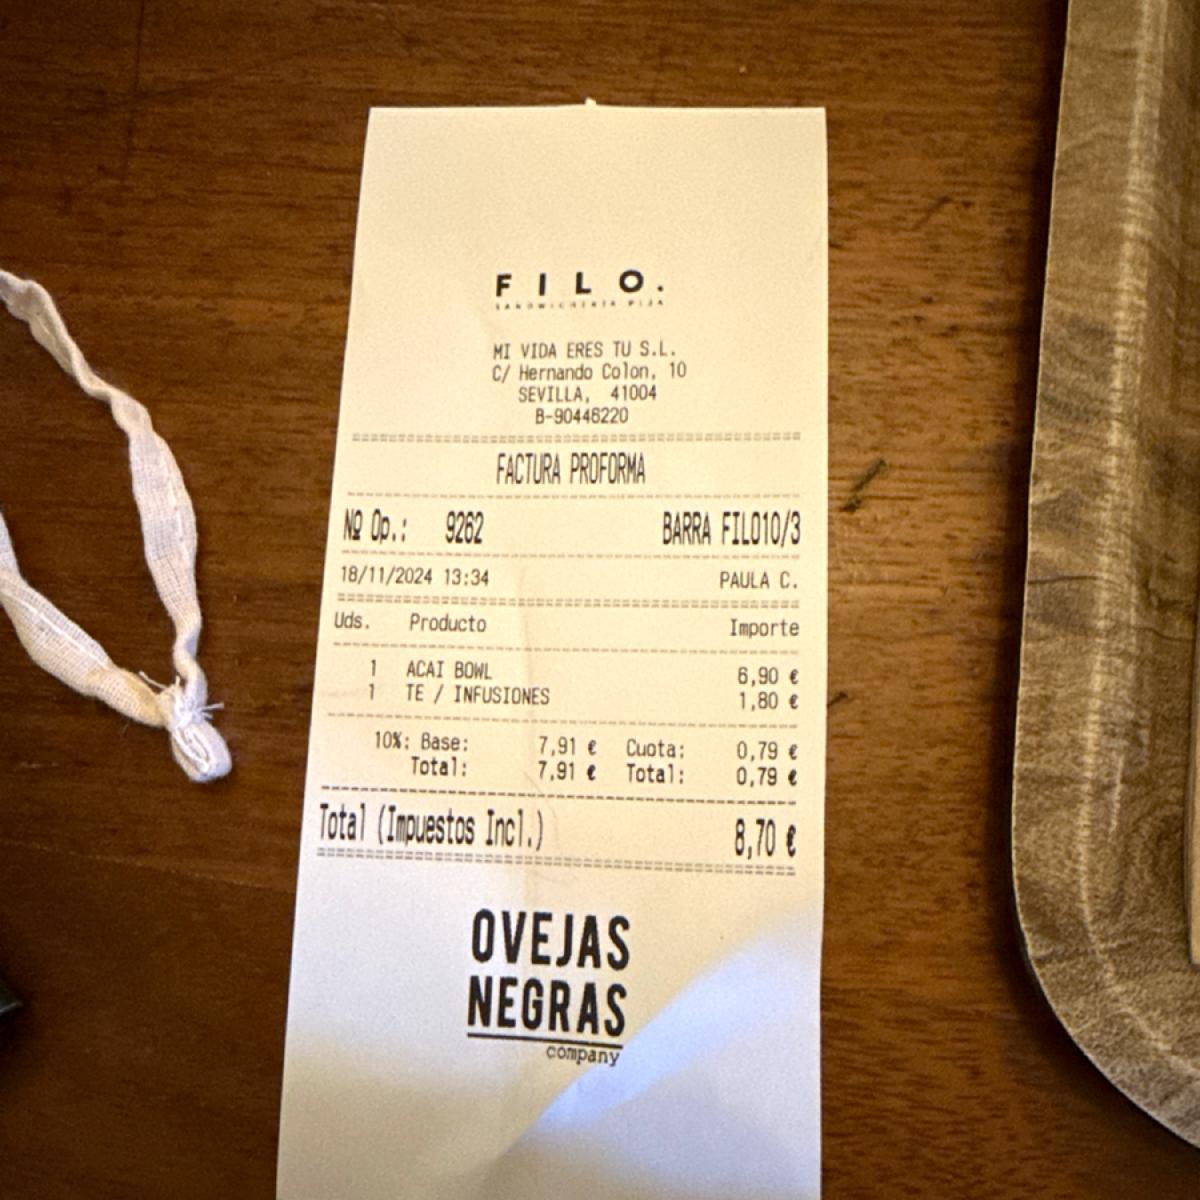 FILO.
SANDWICHERÍA PIJA
MI VIDA ERES TU S.L.
C/ Hernando Colon, 10
SEVILLA, 41004
B-90446220
FACTURA PROFORMA
Nº Op.: 9262 BARRA FILO10/3
18/11/2024 13:34 PAULA C.
Uds. Producto Importe
1 ACAI BOWL 6,90 €
1 TE / INFUSIONES 1,80 €
10%: Base: 7,91 € Cuota: 0,79 €
Total: 7,91 € Total: 0,79 €
Total (Impuestos Incl.) 8,70 €
OVEJAS
NEGRAS
company